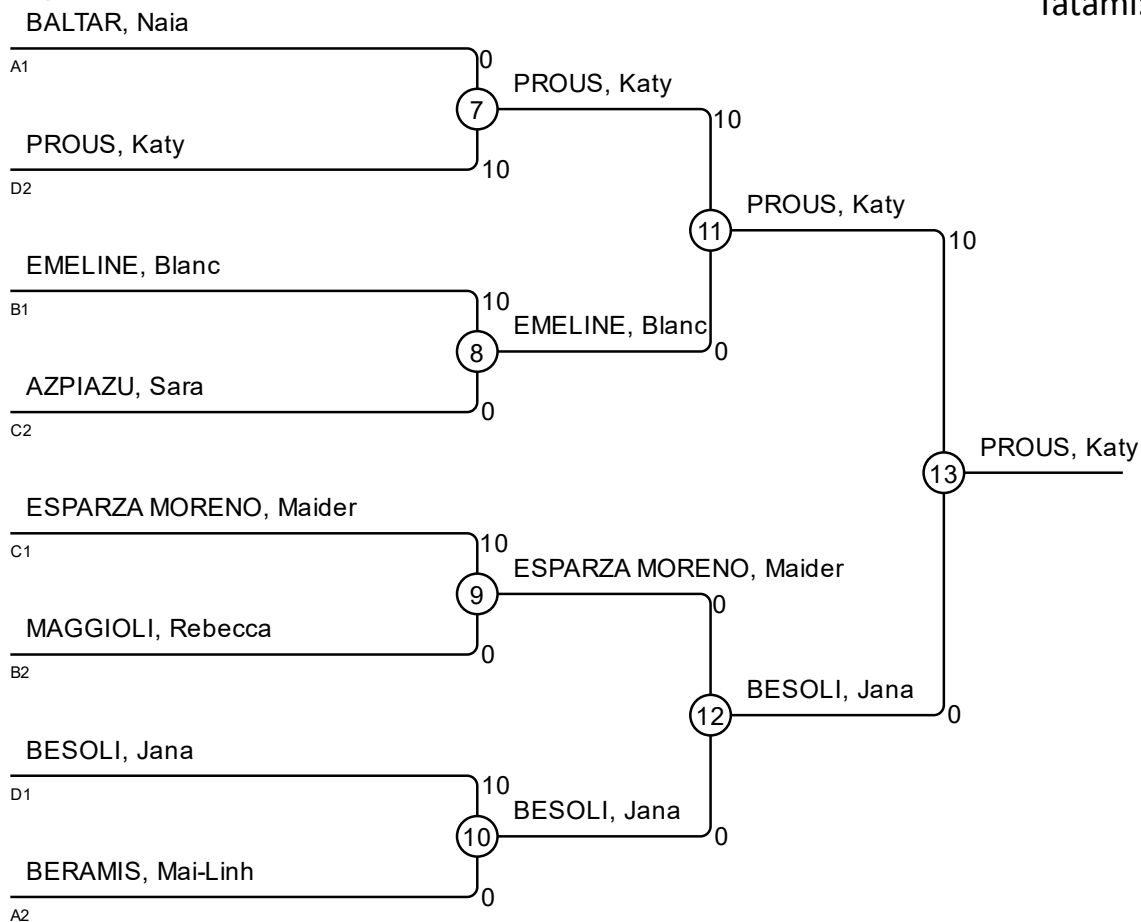 Tatami:
BALTAR, Naia
A1
0
7
PROUS, Katy
10
PROUS, Katy
D2
10
11
PROUS, Katy
10
EMELINE, Blanc
B1
10
8
EMELINE, Blanc
0
AZPIAZU, Sara
C2
0
13
PROUS, Katy
ESPARZA MORENO, Maider
C1
10
9
ESPARZA MORENO, Maider
0
MAGGIOLI, Rebecca
B2
0
12
BESOLI, Jana
0
BESOLI, Jana
D1
10
10
BESOLI, Jana
0
BERAMIS, Mai-Linh
A2
0